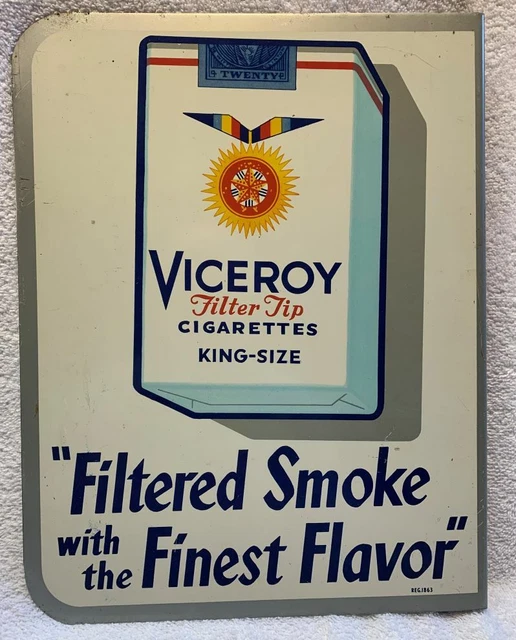 TWENTY
VICEROY
Filter Tip
CIGARETTES
KING-SIZE
"Filtered Smoke
with
the Finest Flavor"
REG.1863